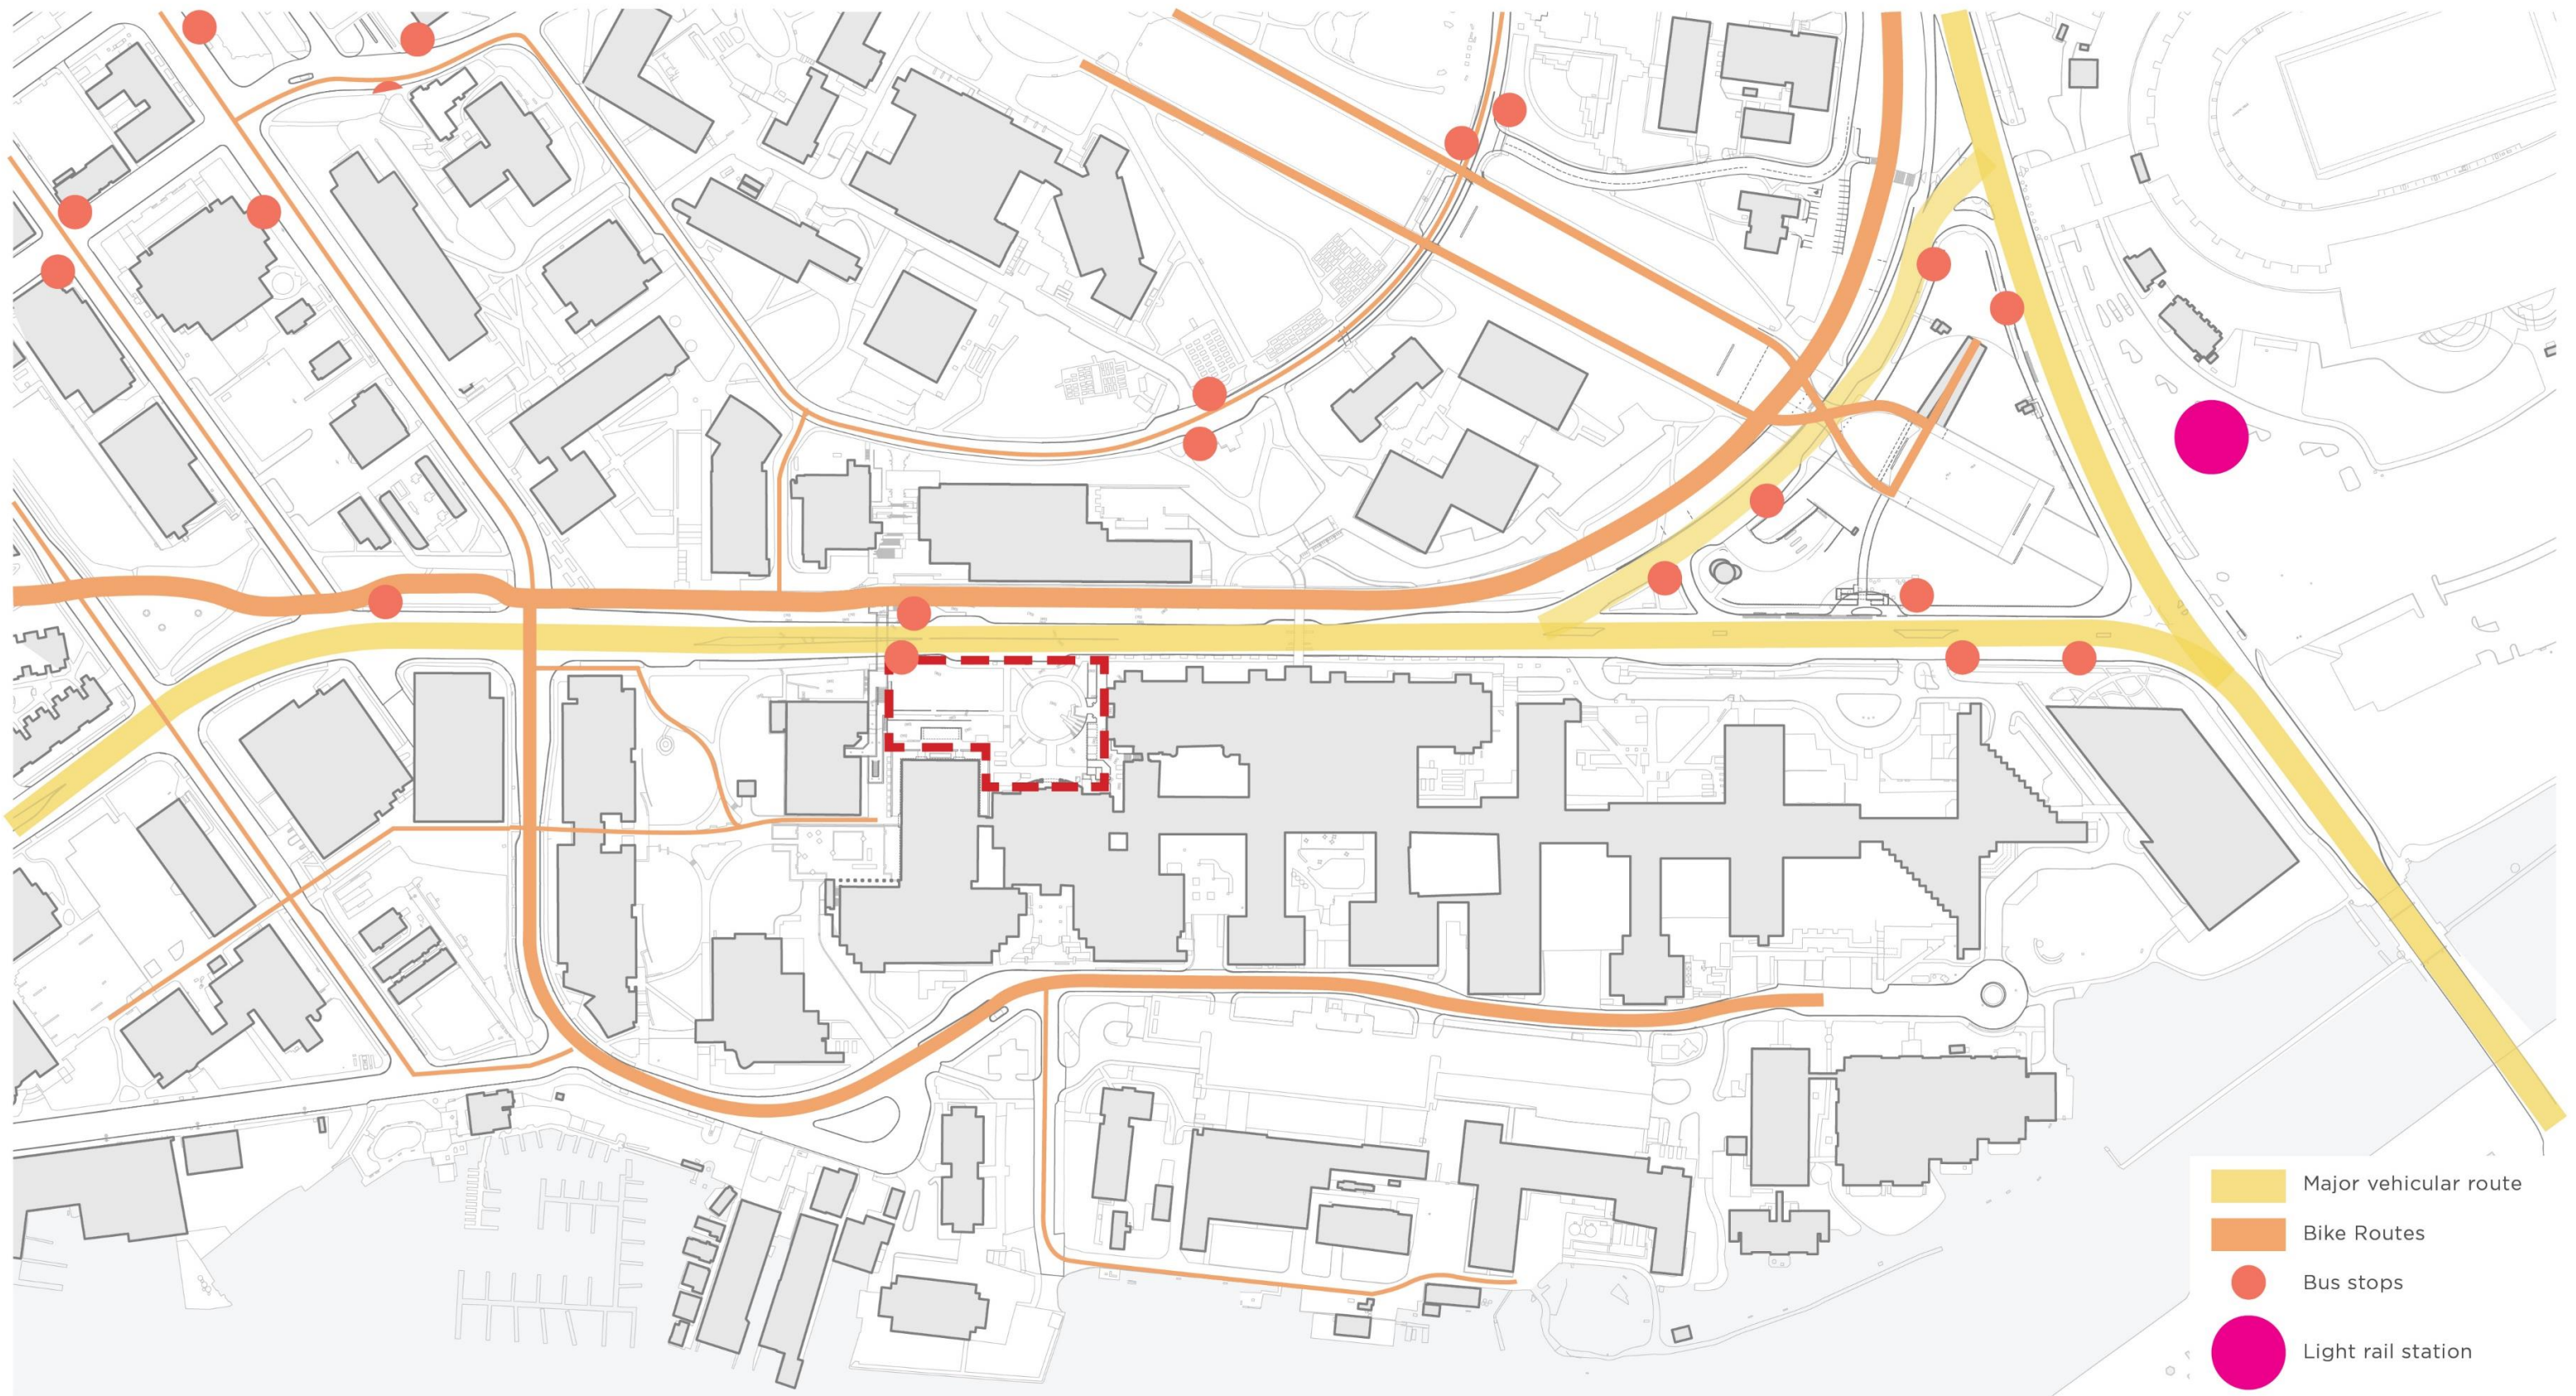 Major vehicular route
Bike Routes
Bus stops
Light rail station